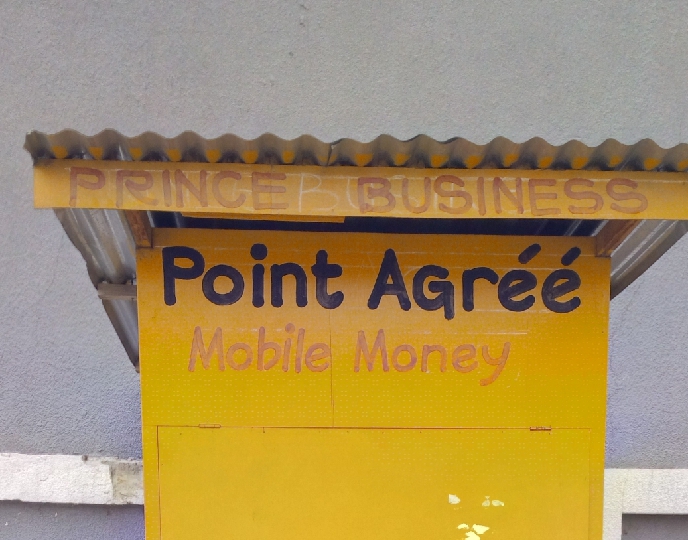 PRINCE BUSINESS
Point Agréé
Mobile Money